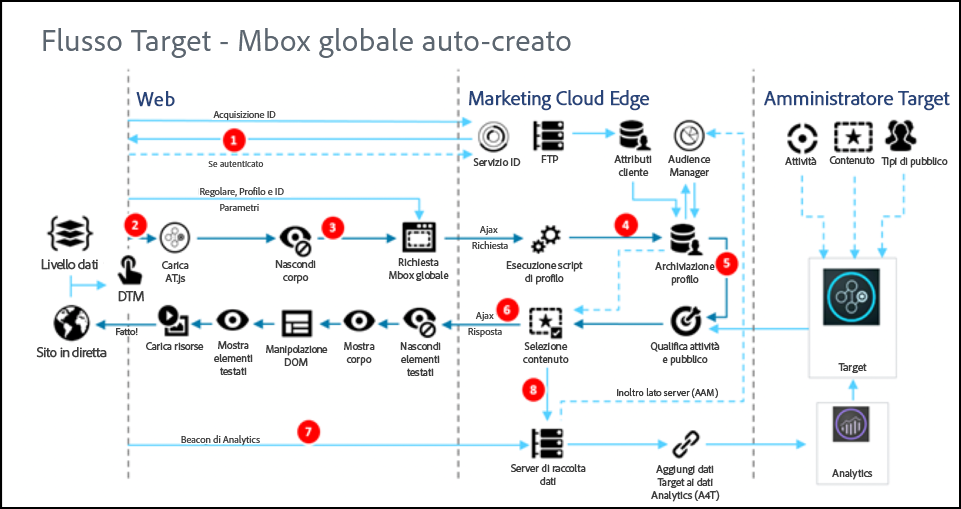 Flusso Target - Mbox globale auto-creato
Web
Marketing Cloud Edge
Amministratore Target
Acquisizione ID
1
Se autenticato
Servizio ID
FTP
Attributi
cliente
Audience
Manager
Attività
Contenuto
Tipi di pubblico
Regolare, Profilo e ID
Parametri
2
3
4
5
Livello dati
DTM
Carica
AT.js
Nascondi
corpo
Richiesta
Mbox globale
Ajax
Richiesta
Esecuzione script
di profilo
Archiviazione
profilo
Sito in diretta
Fatto!
Carica risorse
Mostra
elementi
testati
Manipolazione
DOM
Mostra
corpo
Nascondi
elementi
testati
6
Ajax
Risposta
Selezione
contenuto
Qualifica attività
e pubblico
Target
8
Inoltro lato server (AAM)
7
Beacon di Analytics
Server di raccolta
dati
Aggiungi dati
Target ai dati
Analytics (A4T)
Analytics